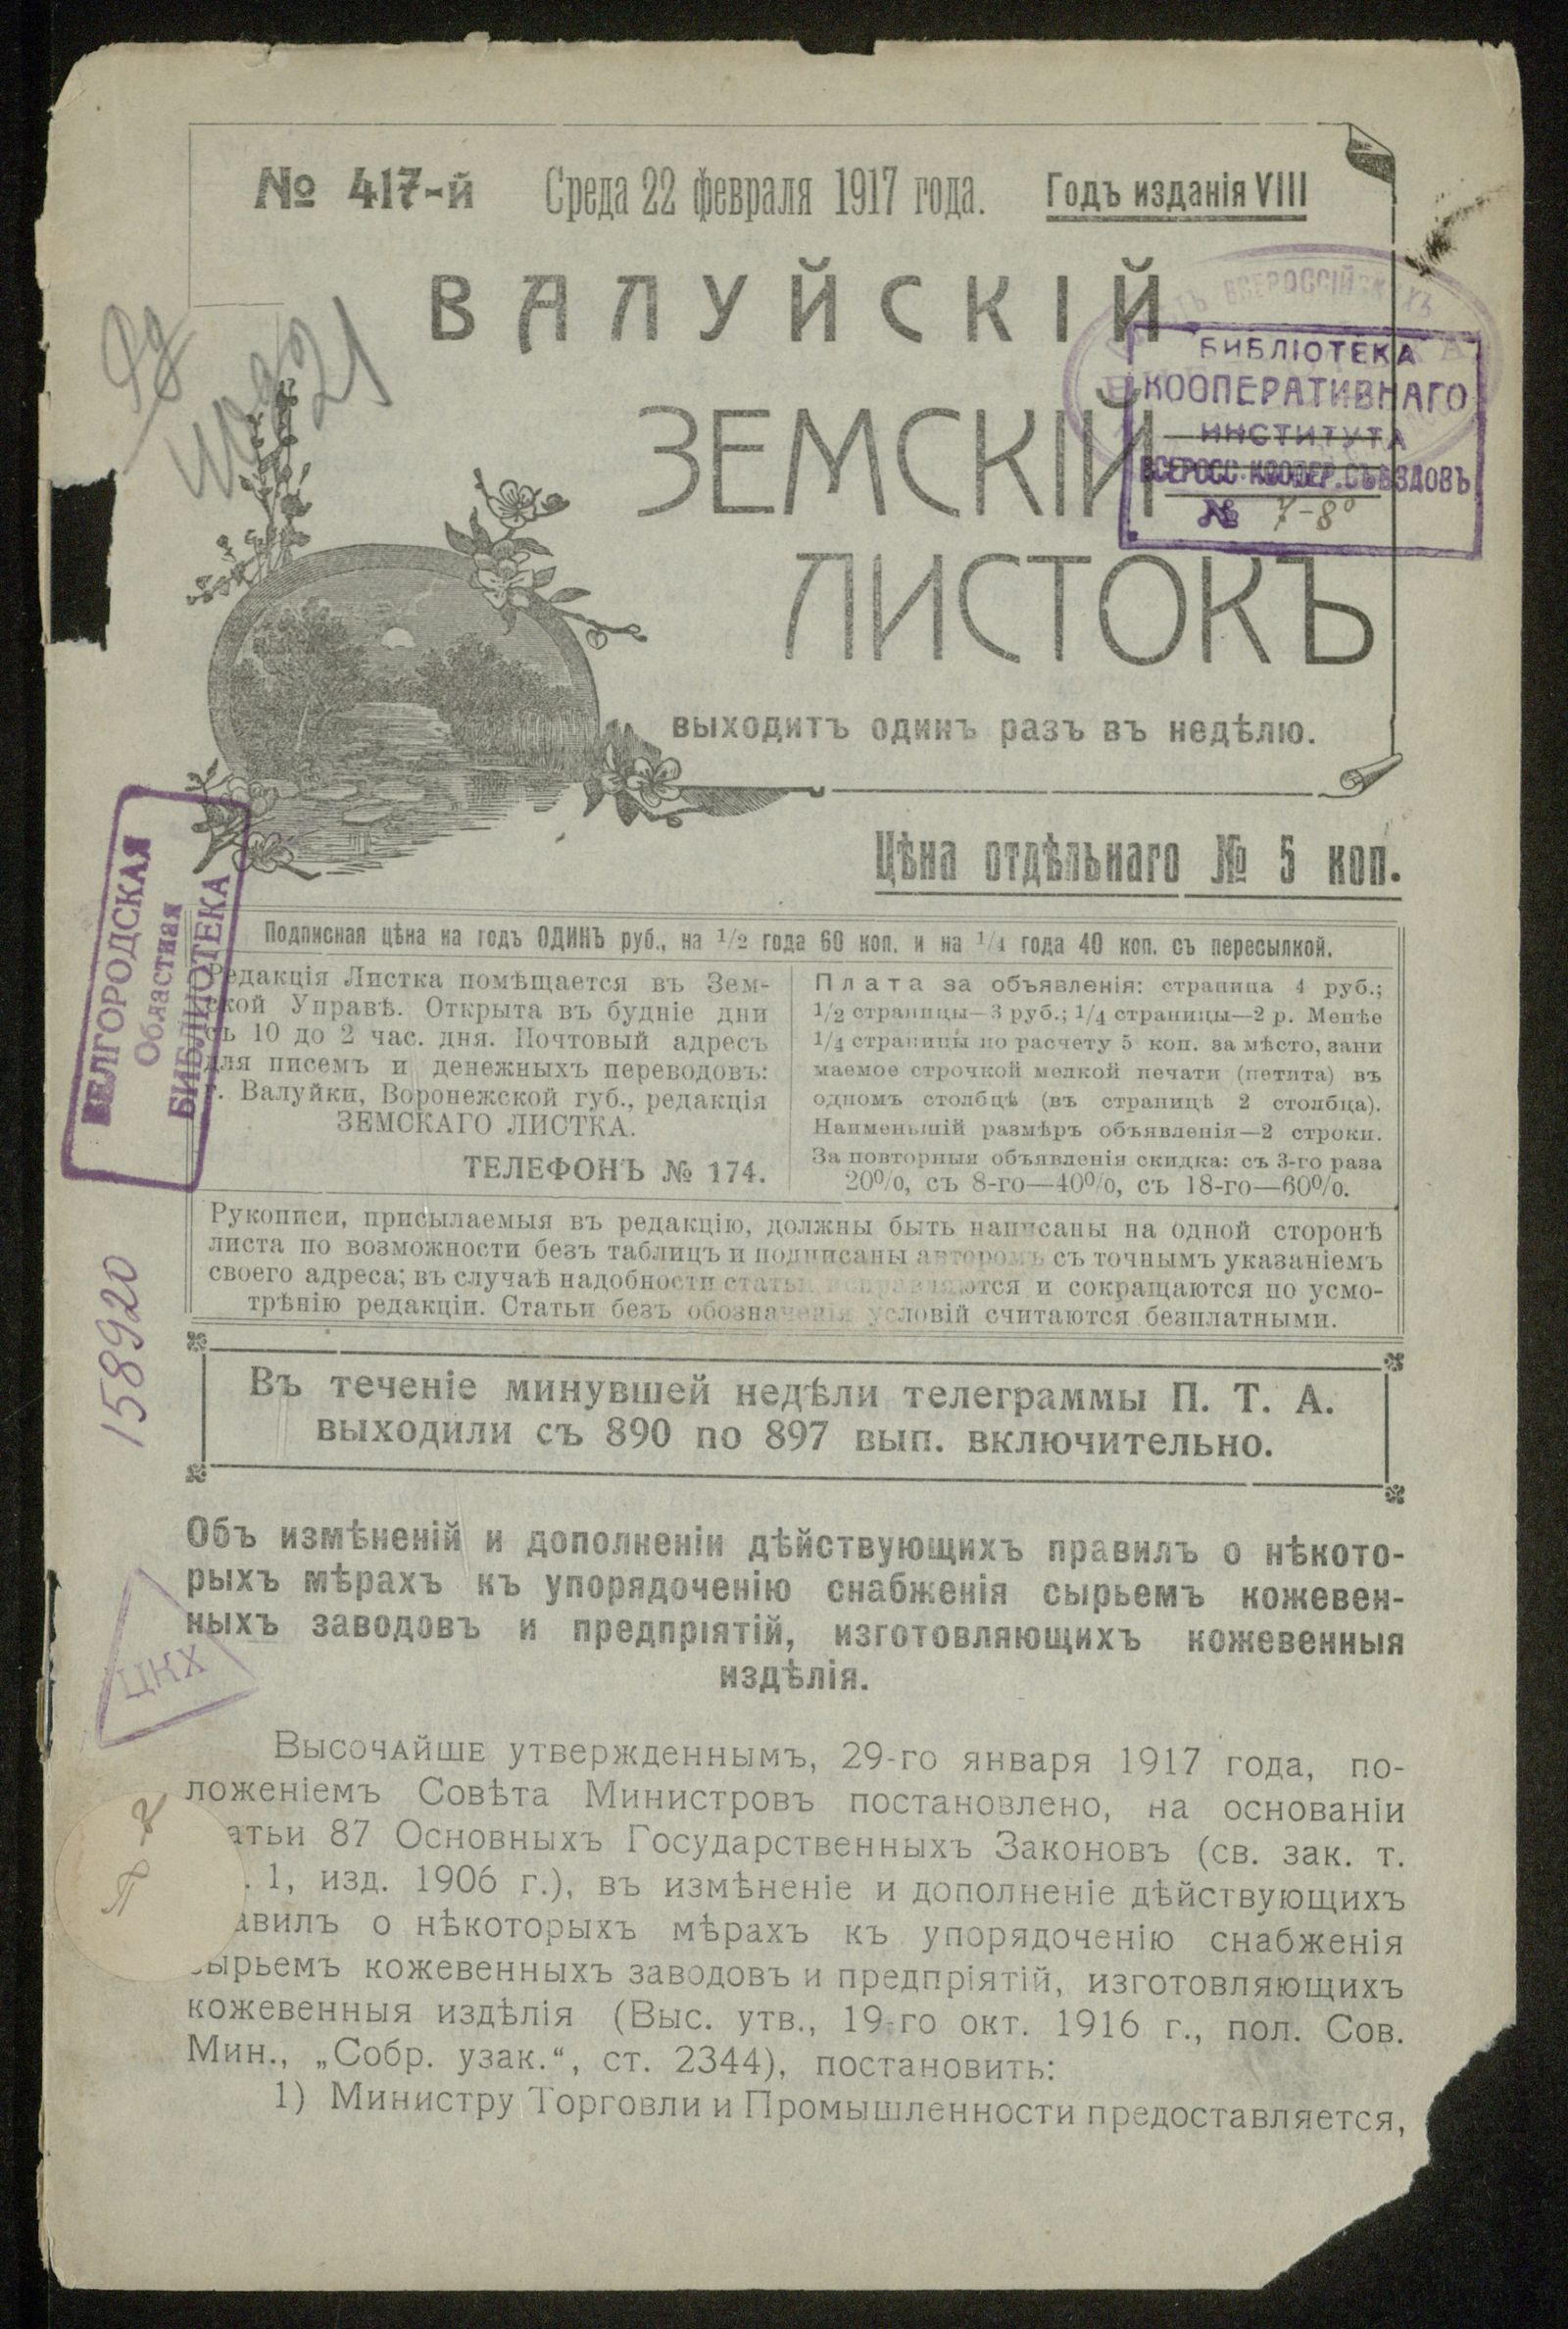 № 417-й Среда 22 февраля 1917 года. Годъ изданія VIII
ВАЛУЙСКІЙ
ЗЕМСКІЙ
ЛИСТОКЪ
выходитъ одинъ разъ въ недѣлю.
БИБЛІОТЕКА
КООПЕРАТИВНАГО
ИНСТИТУТА
ВСЕРОСС. КООПЕР. СЪѢЗДОВЪ
№ 7-8°
ВСЕРОССІЙСКИХЪ
Цѣна отдѣльнаго № 5 коп.
БЕЛГОРОДСКАЯ
Областная
БИБЛИОТЕКА
Подписная цѣна на годъ ОДИНЪ руб., на 1/2 года 60 коп. и на 1/4 года 40 коп. съ пересылкой.
Редакція Листка помѣщается въ Зем-
ской Управѣ. Открыта въ будніе дни
съ 10 до 2 час. дня. Почтовый адресъ
для писемъ и денежныхъ переводовъ:
г. Валуйки, Воронежской губ., редакція
ЗЕМСКАГО ЛИСТКА.
ТЕЛЕФОНЪ № 174.
Плата за объявленія: страница 4 руб.;
1/2 страницы—3 руб.; 1/4 страницы—2 р. Менѣе
1/4 страницы по расчету 5 коп. за мѣсто, зани
маемое строчкой мелкой печати (петита) въ
одномъ столбцѣ (въ страницѣ 2 столбца).
Наименьшій размѣръ объявленія—2 строки.
За повторныя объявленія скидка: съ 3-го раза
20%, съ 8-го—40%, съ 18-го—60%.
Рукописи, присылаемыя въ редакцію, должны быть написаны на одной сторонѣ
листа по возможности безъ таблицъ и подписаны авторомъ съ точнымъ указаніемъ
своего адреса; въ случаѣ надобности статьи исправляются и сокращаются по усмо-
трѣнію редакціи. Статьи безъ обозначенія условій считаются безплатными.
158920
Въ теченіе минувшей недѣли телеграммы П. Т. А.
выходили съ 890 по 897 вып. включительно.
Объ измѣненій и дополненіи дѣйствующихъ правилъ о нѣкото-
рыхъ мѣрахъ къ упорядоченію снабженія сырьемъ кожевен-
ныхъ заводовъ и предпріятій, изготовляющихъ кожевенныя
издѣлія.
ЦКХ
Высочайше утвержденнымъ, 29-го января 1917 года, по-
ложеніемъ Совѣта Министровъ постановлено, на основаніи
атьи 87 Основныхъ Государственныхъ Законовъ (св. зак. т.
. 1, изд. 1906 г.), въ измѣненіе и дополненіе дѣйствующихъ
авилъ о нѣкоторыхъ мѣрахъ къ упорядоченію снабженія
сырьемъ кожевенныхъ заводовъ и предпріятій, изготовляющихъ
кожевенныя издѣлія (Выс. утв., 19-го окт. 1916 г., пол. Сов.
Мин., „Собр. узак.“, ст. 2344), постановить:
1) Министру Торговли и Промышленности предоставляется,